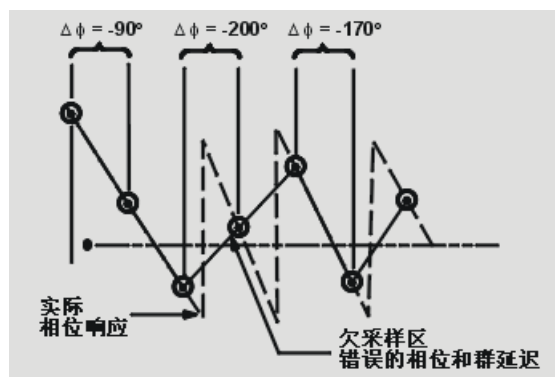 Δ ϕ = -90°
Δ ϕ = -200°
Δ ϕ = -170°
实际
相位响应
欠采样区
错误的相位和群延迟